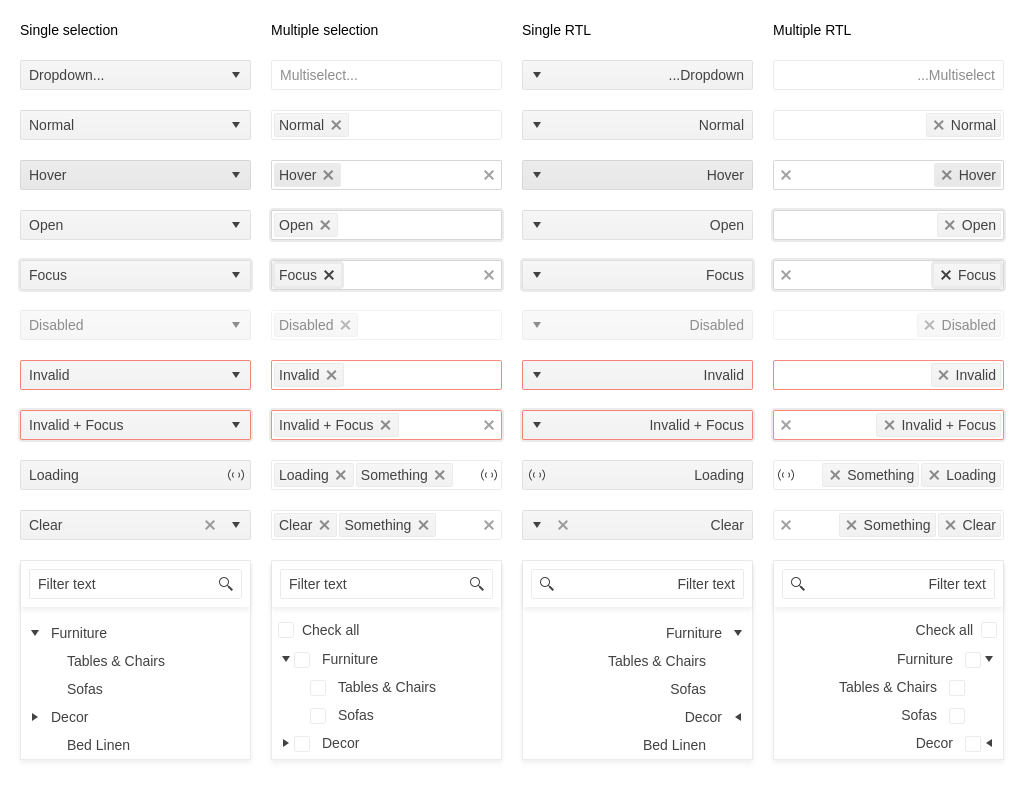 Single selection Multiple selection Single RTL Multiple RTL
Dropdown... Multiselect... ...Dropdown ...Multiselect
Normal Normal Normal Normal
Hover Hover Hover Hover
Open Open Open Open
Focus Focus Focus Focus
Disabled Disabled Disabled Disabled
Invalid Invalid Invalid Invalid
Invalid + Focus Invalid + Focus Invalid + Focus Invalid + Focus
Loading Loading Something Loading Something Loading
Clear Clear Something Clear Something Clear
Filter text Filter text Filter text Filter text
Furniture Check all Furniture Check all
Tables & Chairs Furniture Tables & Chairs Furniture
Sofas Tables & Chairs Sofas Tables & Chairs
Decor Sofas Decor Sofas
Bed Linen Decor Bed Linen Decor